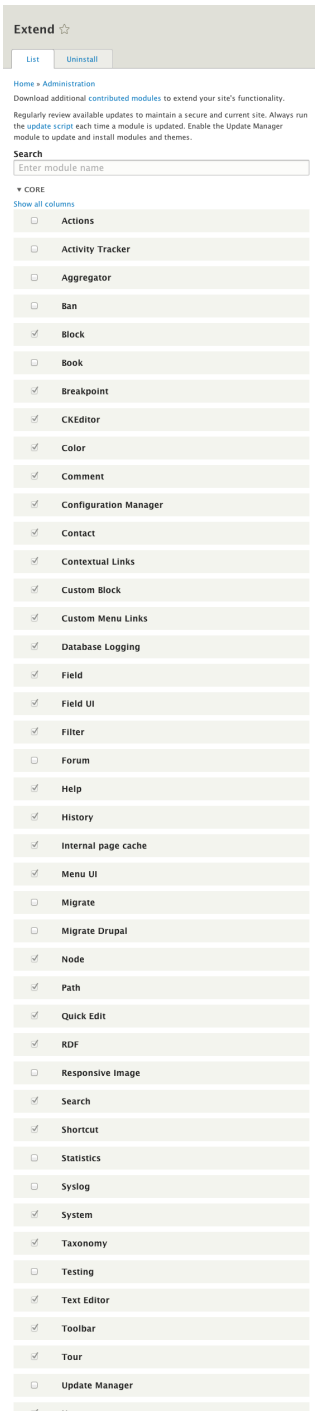 Extend ☆
List Uninstall
Home » Administration
Download additional contributed modules to extend your site's functionality.
Regularly review available updates to maintain a secure and current site. Always run
the update script each time a module is updated. Enable the Update Manager
module to update and install modules and themes.
Search
Enter module name
▾ CORE
Show all columns
Actions
Activity Tracker
Aggregator
Ban
Block
Book
Breakpoint
CKEditor
Color
Comment
Configuration Manager
Contact
Contextual Links
Custom Block
Custom Menu Links
Database Logging
Field
Field UI
Filter
Forum
Help
History
Internal page cache
Menu UI
Migrate
Migrate Drupal
Node
Path
Quick Edit
RDF
Responsive Image
Search
Shortcut
Statistics
Syslog
System
Taxonomy
Testing
Text Editor
Toolbar
Tour
Update Manager